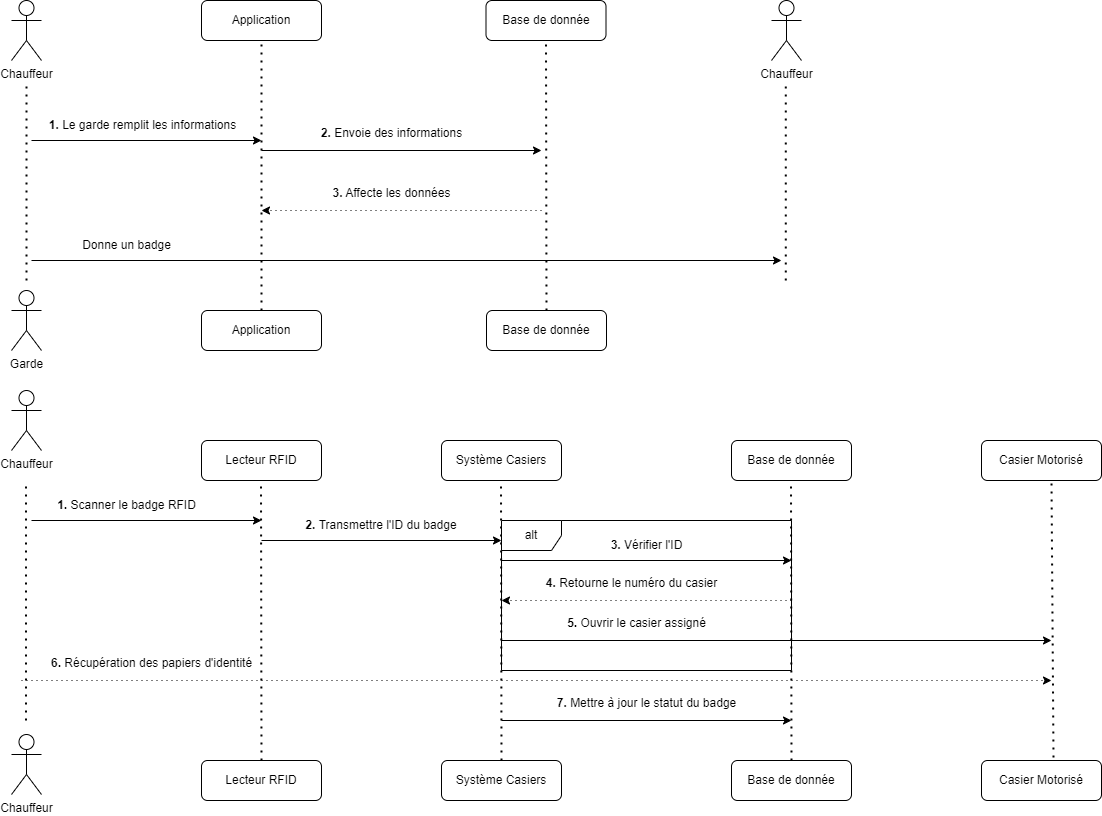 Application
Base de donnée
Chauffeur
Chauffeur
1. Le garde remplit les informations
2. Envoie des informations
3. Affecte les données
Donne un badge
Application
Base de donnée
Garde
Chauffeur
Lecteur RFID
Système Casiers
Base de donnée
Casier Motorisé
1. Scanner le badge RFID
2. Transmettre l'ID du badge
alt
3. Vérifier l'ID
4. Retourne le numéro du casier
5. Ouvrir le casier assigné
6. Récupération des papiers d'identité
7. Mettre à jour le statut du badge
Chauffeur
Lecteur RFID
Système Casiers
Base de donnée
Casier Motorisé